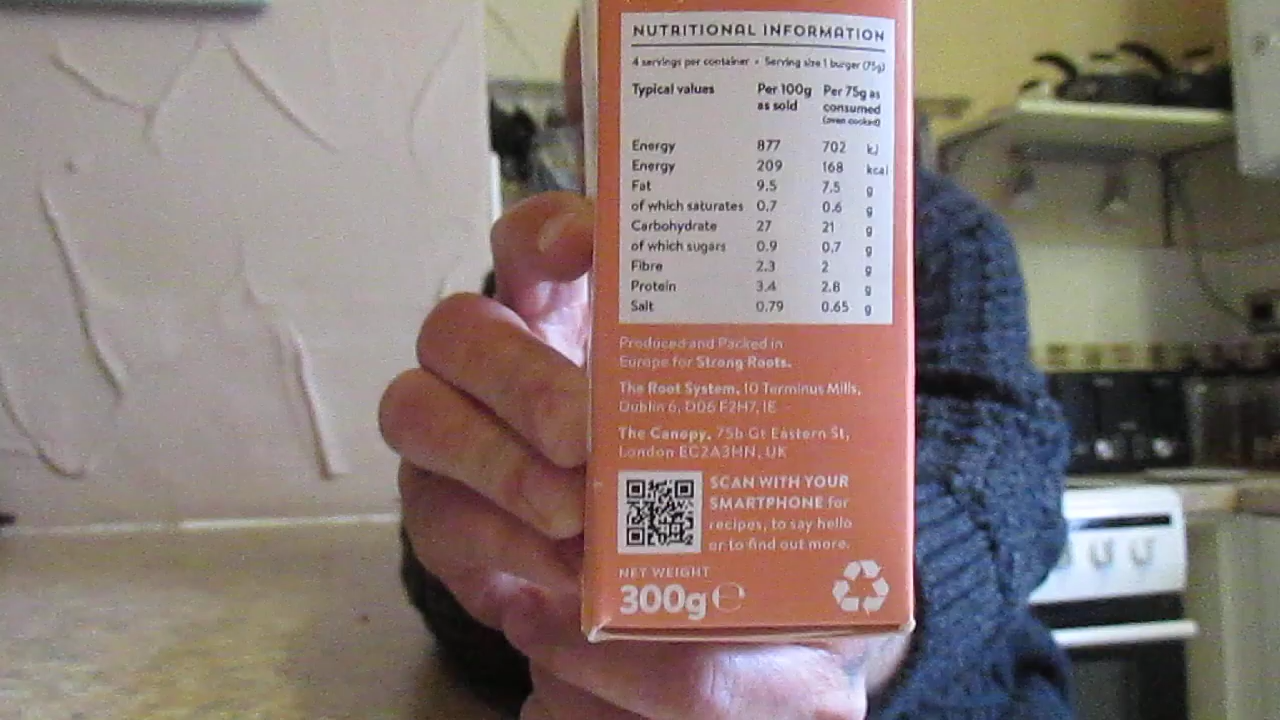 NUTRITIONAL INFORMATION
4 servings per container • Serving size 1 burger (75g)
Typical values Per 100g as sold Per 75g as consumed (oven cooked)
Energy 877 702 kJ
Energy 209 168 kcal
Fat 9.5 7.5 g
of which saturates 0.7 0.6 g
Carbohydrate 27 21 g
of which sugars 0.9 0.7 g
Fibre 2.3 2 g
Protein 3.4 2.8 g
Salt 0.79 0.65 g
Produced and Packed in
Europe for Strong Roots.
The Root System, 10 Terminus Mills,
Dublin 6, D06 F2H7, IE
The Canopy, 75b Gt Eastern St,
London EC2A3HN, UK
SCAN WITH YOUR
SMARTPHONE for
recipes, to say hello
or to find out more.
NET WEIGHT
300g℮